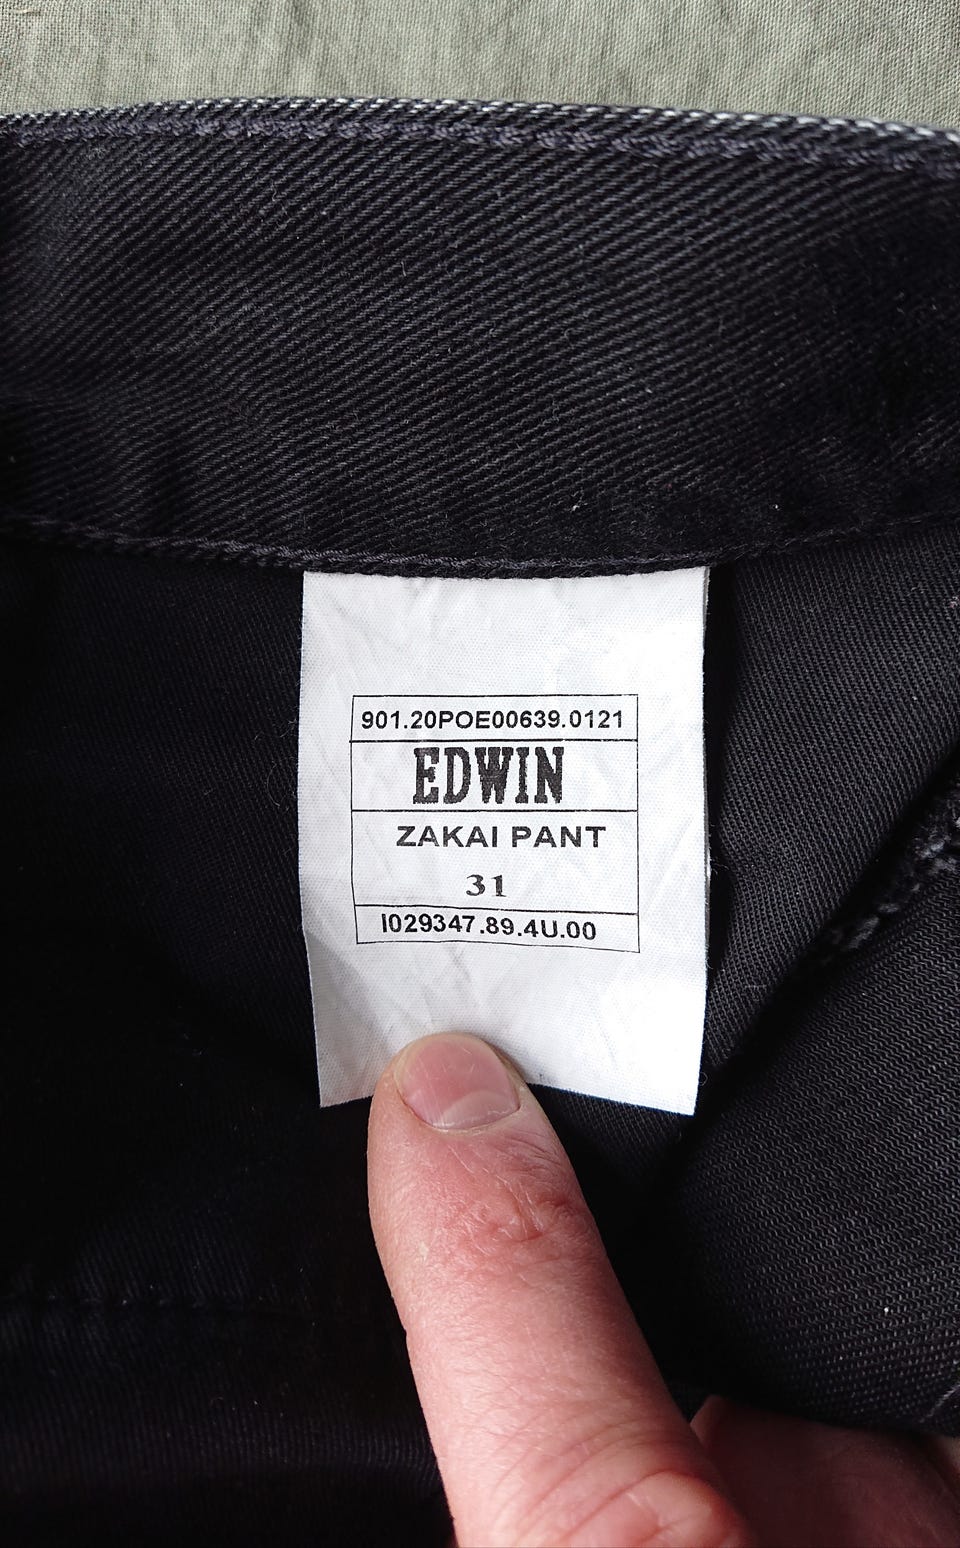 901.20POE00639.0121
EDWIN
ZAKAI PANT
31
I029347.89.4U.00